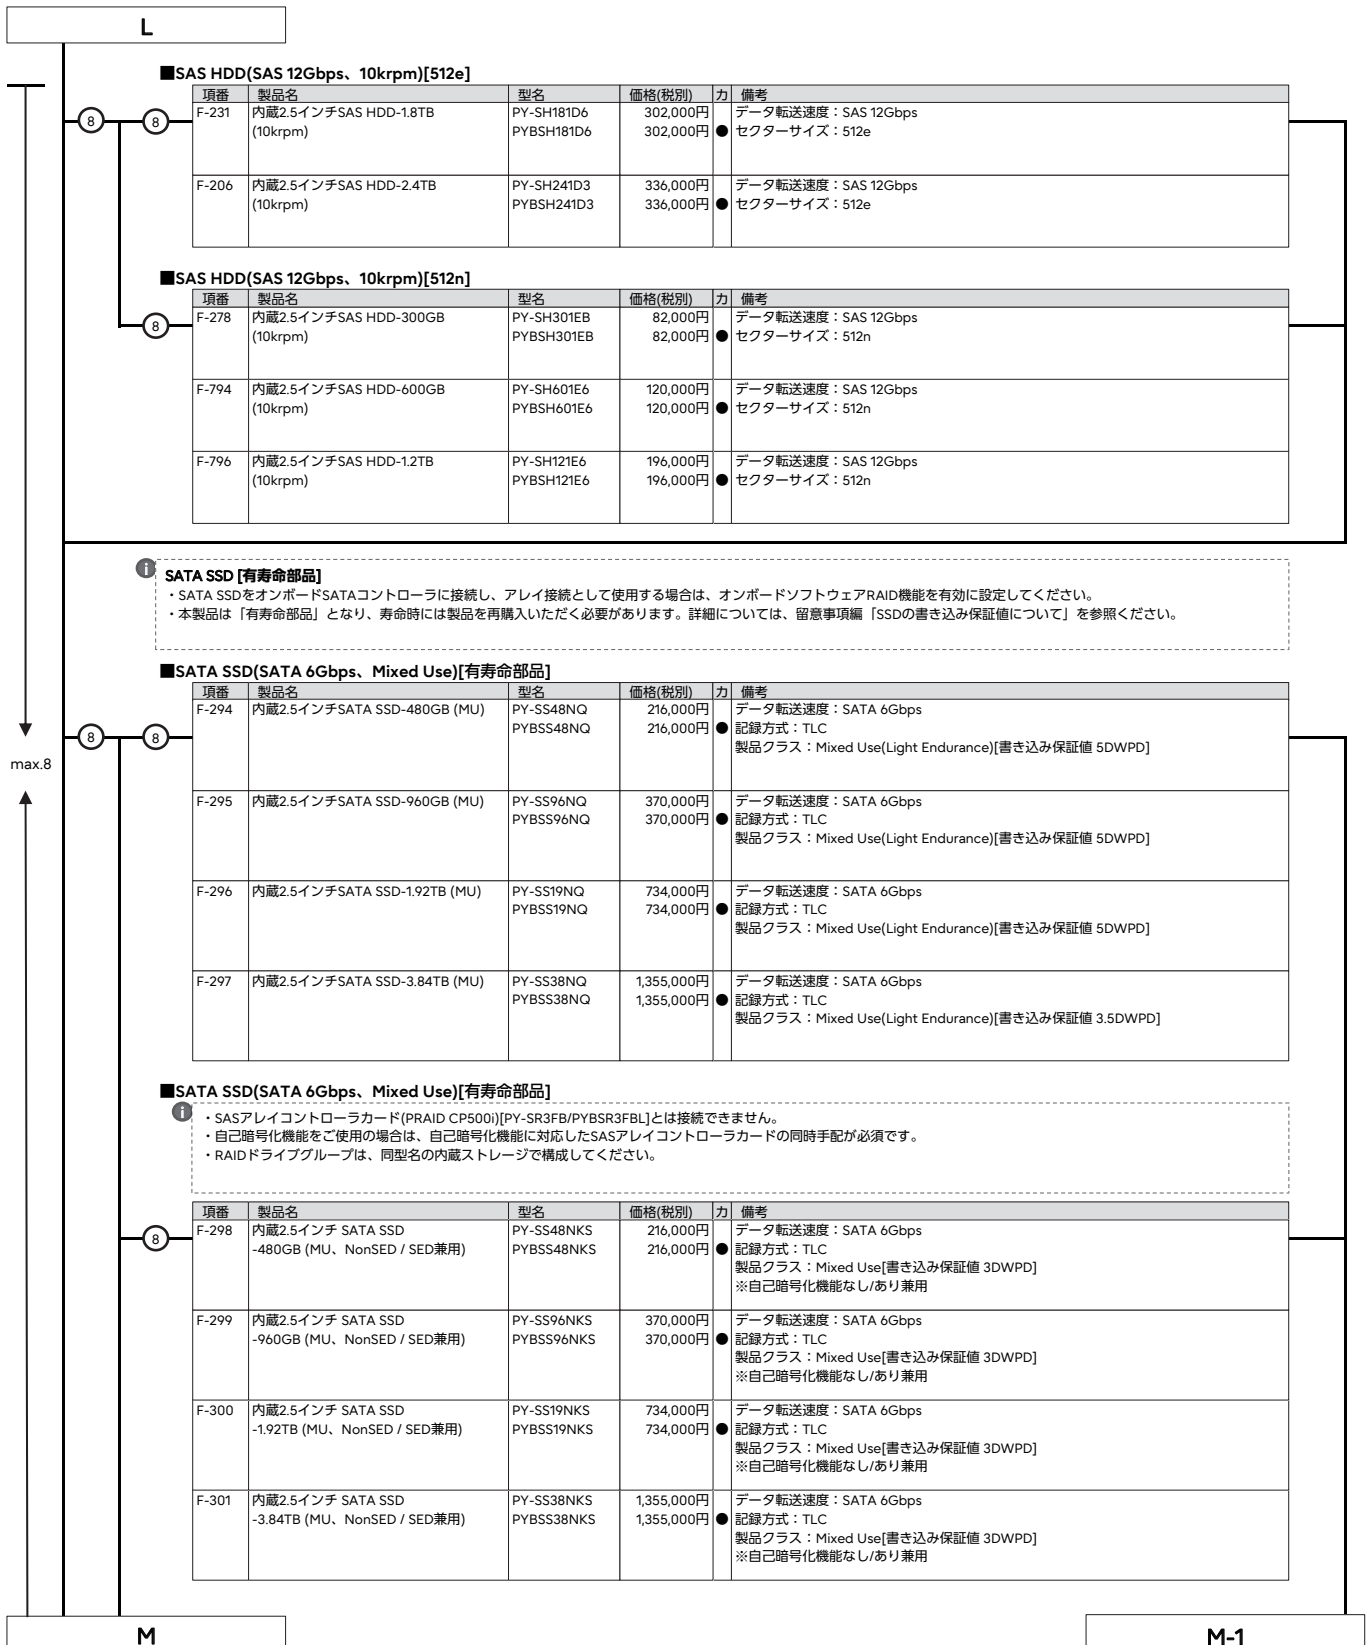 L
■SAS HDD(SAS 12Gbps、10krpm)[512e]
項番 製品名 型名 価格(税別) カ 備考
F-231 内蔵2.5インチSAS HDD-1.8TB PY-SH181D6 302,000円 データ転送速度：SAS 12Gbps
8 8 (10krpm) PYBSH181D6 302,000円 ● セクターサイズ：512e
F-206 内蔵2.5インチSAS HDD-2.4TB PY-SH241D3 336,000円 データ転送速度：SAS 12Gbps
(10krpm) PYBSH241D3 336,000円 ● セクターサイズ：512e
■SAS HDD(SAS 12Gbps、10krpm)[512n]
項番 製品名 型名 価格(税別) カ 備考
F-278 内蔵2.5インチSAS HDD-300GB PY-SH301EB 82,000円 データ転送速度：SAS 12Gbps
8 (10krpm) PYBSH301EB 82,000円 ● セクターサイズ：512n
F-794 内蔵2.5インチSAS HDD-600GB PY-SH601E6 120,000円 データ転送速度：SAS 12Gbps
(10krpm) PYBSH601E6 120,000円 ● セクターサイズ：512n
F-796 内蔵2.5インチSAS HDD-1.2TB PY-SH121E6 196,000円 データ転送速度：SAS 12Gbps
(10krpm) PYBSH121E6 196,000円 ● セクターサイズ：512n
i SATA SSD [有寿命部品]
・SATA SSDをオンボードSATAコントローラに接続し、アレイ接続として使用する場合は、オンボードソフトウェアRAID機能を有効に設定してください。
・本製品は「有寿命部品」となり、寿命時には製品を再購入いただく必要があります。詳細については、留意事項編「SSDの書き込み保証値について」を参照ください。
■SATA SSD(SATA 6Gbps、Mixed Use)[有寿命部品]
項番 製品名 型名 価格(税別) カ 備考
F-294 内蔵2.5インチSATA SSD-480GB (MU) PY-SS48NQ 216,000円 データ転送速度：SATA 6Gbps
8 8 PYBSS48NQ 216,000円 ● 記録方式：TLC
製品クラス：Mixed Use(Light Endurance)[書き込み保証値 5DWPD]
max.8
F-295 内蔵2.5インチSATA SSD-960GB (MU) PY-SS96NQ 370,000円 データ転送速度：SATA 6Gbps
PYBSS96NQ 370,000円 ● 記録方式：TLC
製品クラス：Mixed Use(Light Endurance)[書き込み保証値 5DWPD]
F-296 内蔵2.5インチSATA SSD-1.92TB (MU) PY-SS19NQ 734,000円 データ転送速度：SATA 6Gbps
PYBSS19NQ 734,000円 ● 記録方式：TLC
製品クラス：Mixed Use(Light Endurance)[書き込み保証値 5DWPD]
F-297 内蔵2.5インチSATA SSD-3.84TB (MU) PY-SS38NQ 1,355,000円 データ転送速度：SATA 6Gbps
PYBSS38NQ 1,355,000円 ● 記録方式：TLC
製品クラス：Mixed Use(Light Endurance)[書き込み保証値 3.5DWPD]
■SATA SSD(SATA 6Gbps、Mixed Use)[有寿命部品]
i ・SASアレイコントローラカード(PRAID CP500i)[PY-SR3FB/PYBSR3FBL]とは接続できません。
・自己暗号化機能をご使用の場合は、自己暗号化機能に対応したSASアレイコントローラカードの同時手配が必須です。
・RAIDドライブグループは、同型名の内蔵ストレージで構成してください。
項番 製品名 型名 価格(税別) カ 備考
F-298 内蔵2.5インチ SATA SSD PY-SS48NKS 216,000円 データ転送速度：SATA 6Gbps
8 -480GB (MU、NonSED / SED兼用) PYBSS48NKS 216,000円 ● 記録方式：TLC
製品クラス：Mixed Use[書き込み保証値 3DWPD]
※自己暗号化機能なし/あり兼用
F-299 内蔵2.5インチ SATA SSD PY-SS96NKS 370,000円 データ転送速度：SATA 6Gbps
-960GB (MU、NonSED / SED兼用) PYBSS96NKS 370,000円 ● 記録方式：TLC
製品クラス：Mixed Use[書き込み保証値 3DWPD]
※自己暗号化機能なし/あり兼用
F-300 内蔵2.5インチ SATA SSD PY-SS19NKS 734,000円 データ転送速度：SATA 6Gbps
-1.92TB (MU、NonSED / SED兼用) PYBSS19NKS 734,000円 ● 記録方式：TLC
製品クラス：Mixed Use[書き込み保証値 3DWPD]
※自己暗号化機能なし/あり兼用
F-301 内蔵2.5インチ SATA SSD PY-SS38NKS 1,355,000円 データ転送速度：SATA 6Gbps
-3.84TB (MU、NonSED / SED兼用) PYBSS38NKS 1,355,000円 ● 記録方式：TLC
製品クラス：Mixed Use[書き込み保証値 3DWPD]
※自己暗号化機能なし/あり兼用
M M-1